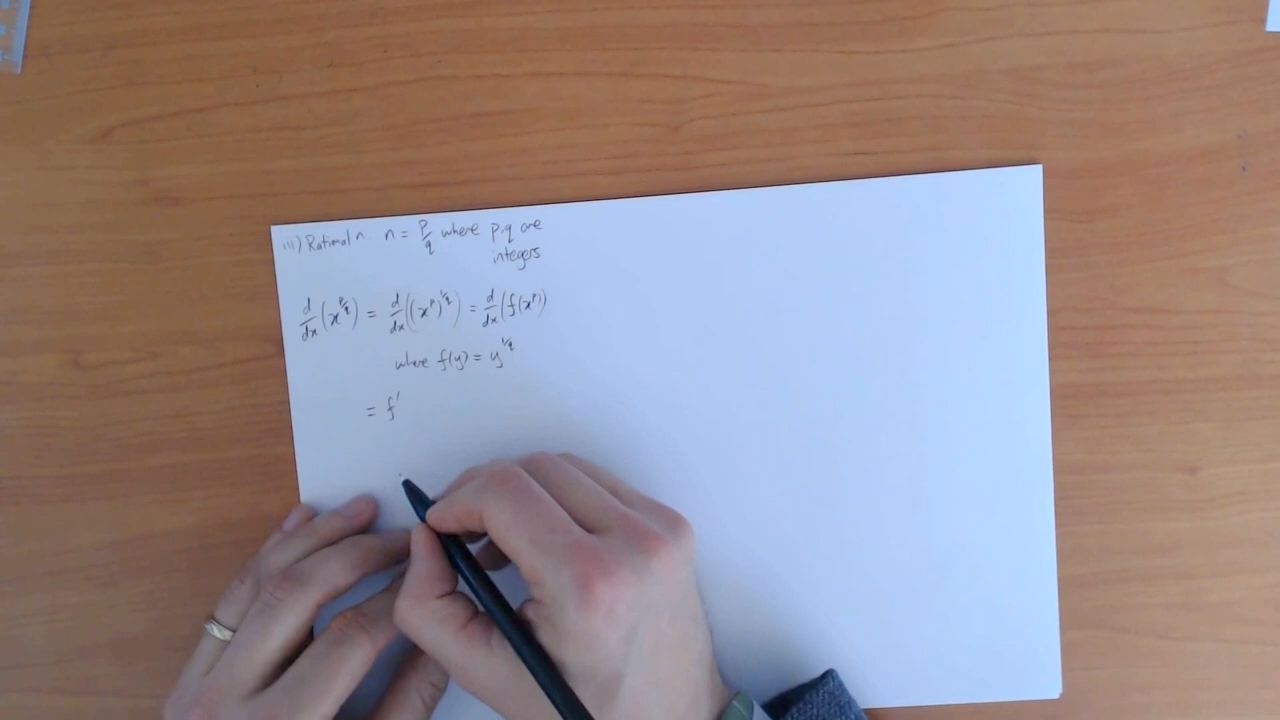 iii) Rational n. n = p/q where p,q are
integers
d/dx (x^(p/q)) = d/dx ((x^p)^(1/q)) = d/dx (f(x^p))
where f(y) = y^(1/q)
= f'